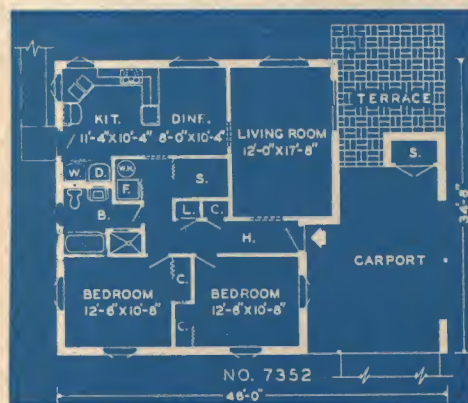 TERRACE
KIT.
11'-4"X10'-4"
DINE.
8'-0"X10'-4"
LIVING ROOM
12'-0"X17'-8"
S.
W.
D.
W.H.
F.
S.
B.
L.
C.
H.
CARPORT
34'-8"
BEDROOM
12'-6"X10'-8"
C.
C.
BEDROOM
12'-6"X10'-8"
NO. 7352
46'-0"